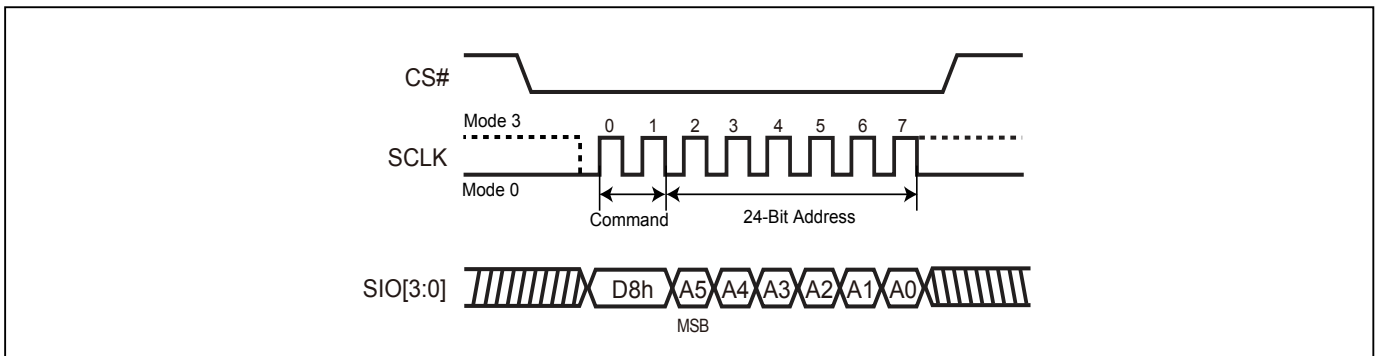 CS#
Mode 3
0 1 2 3 4 5 6 7
SCLK
Mode 0
Command
24-Bit Address
SIO[3:0]
D8h A5 A4 A3 A2 A1 A0
MSB